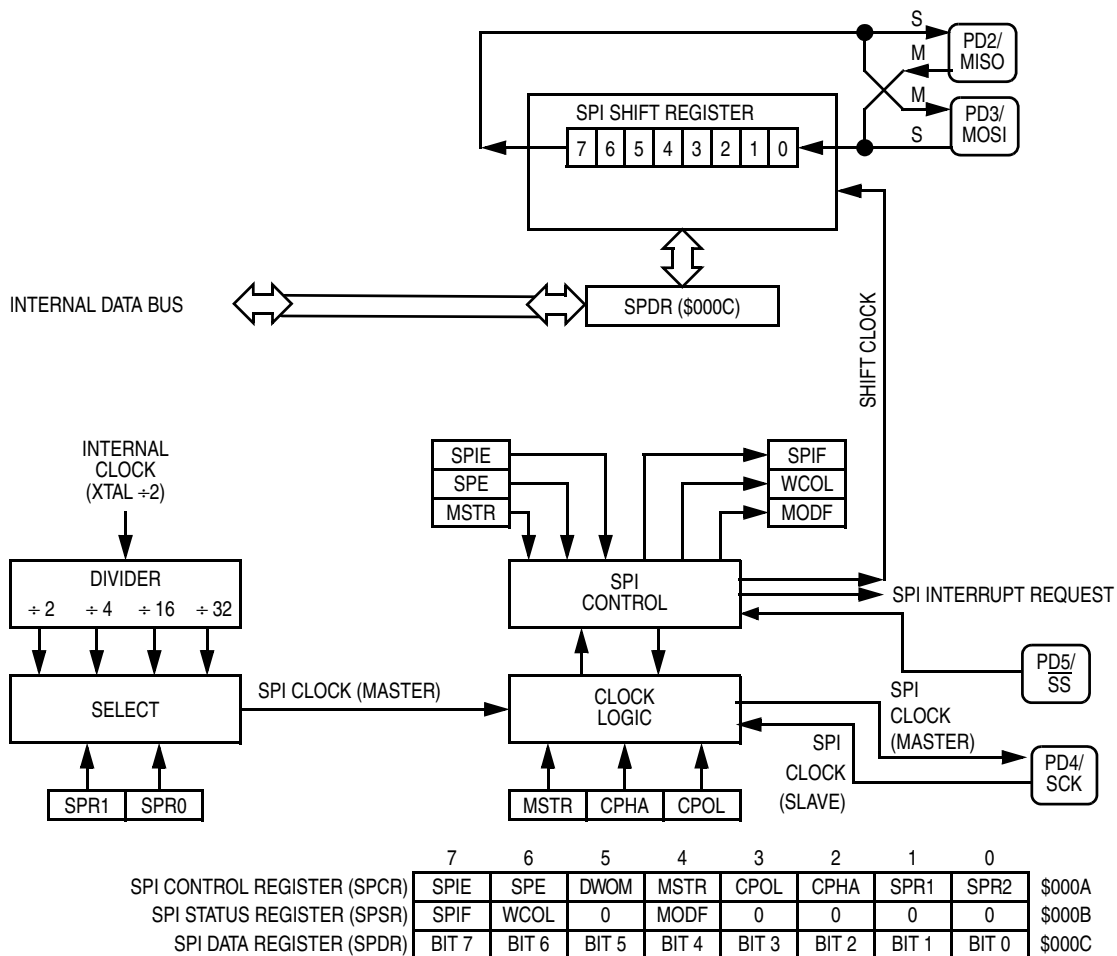 S
PD2/
MISO
M
M
PD3/
MOSI
S
SPI SHIFT REGISTER
7 6 5 4 3 2 1 0
INTERNAL DATA BUS
SPDR ($000C)
SHIFT CLOCK
INTERNAL
CLOCK
(XTAL ÷2)
DIVIDER
÷ 2 ÷ 4 ÷ 16 ÷ 32
SELECT
SPR1 SPR0
SPI CLOCK (MASTER)
SPIE
SPE
MSTR
SPIF
WCOL
MODF
SPI
CONTROL
SPI INTERRUPT REQUEST
PD5/
SS
CLOCK
LOGIC
MSTR CPHA CPOL
SPI
CLOCK
(MASTER)
SPI
CLOCK
(SLAVE)
PD4/
SCK
7 6 5 4 3 2 1 0
SPI CONTROL REGISTER (SPCR) SPIE SPE DWOM MSTR CPOL CPHA SPR1 SPR2 $000A
SPI STATUS REGISTER (SPSR) SPIF WCOL 0 MODF 0 0 0 0 $000B
SPI DATA REGISTER (SPDR) BIT 7 BIT 6 BIT 5 BIT 4 BIT 3 BIT 2 BIT 1 BIT 0 $000C